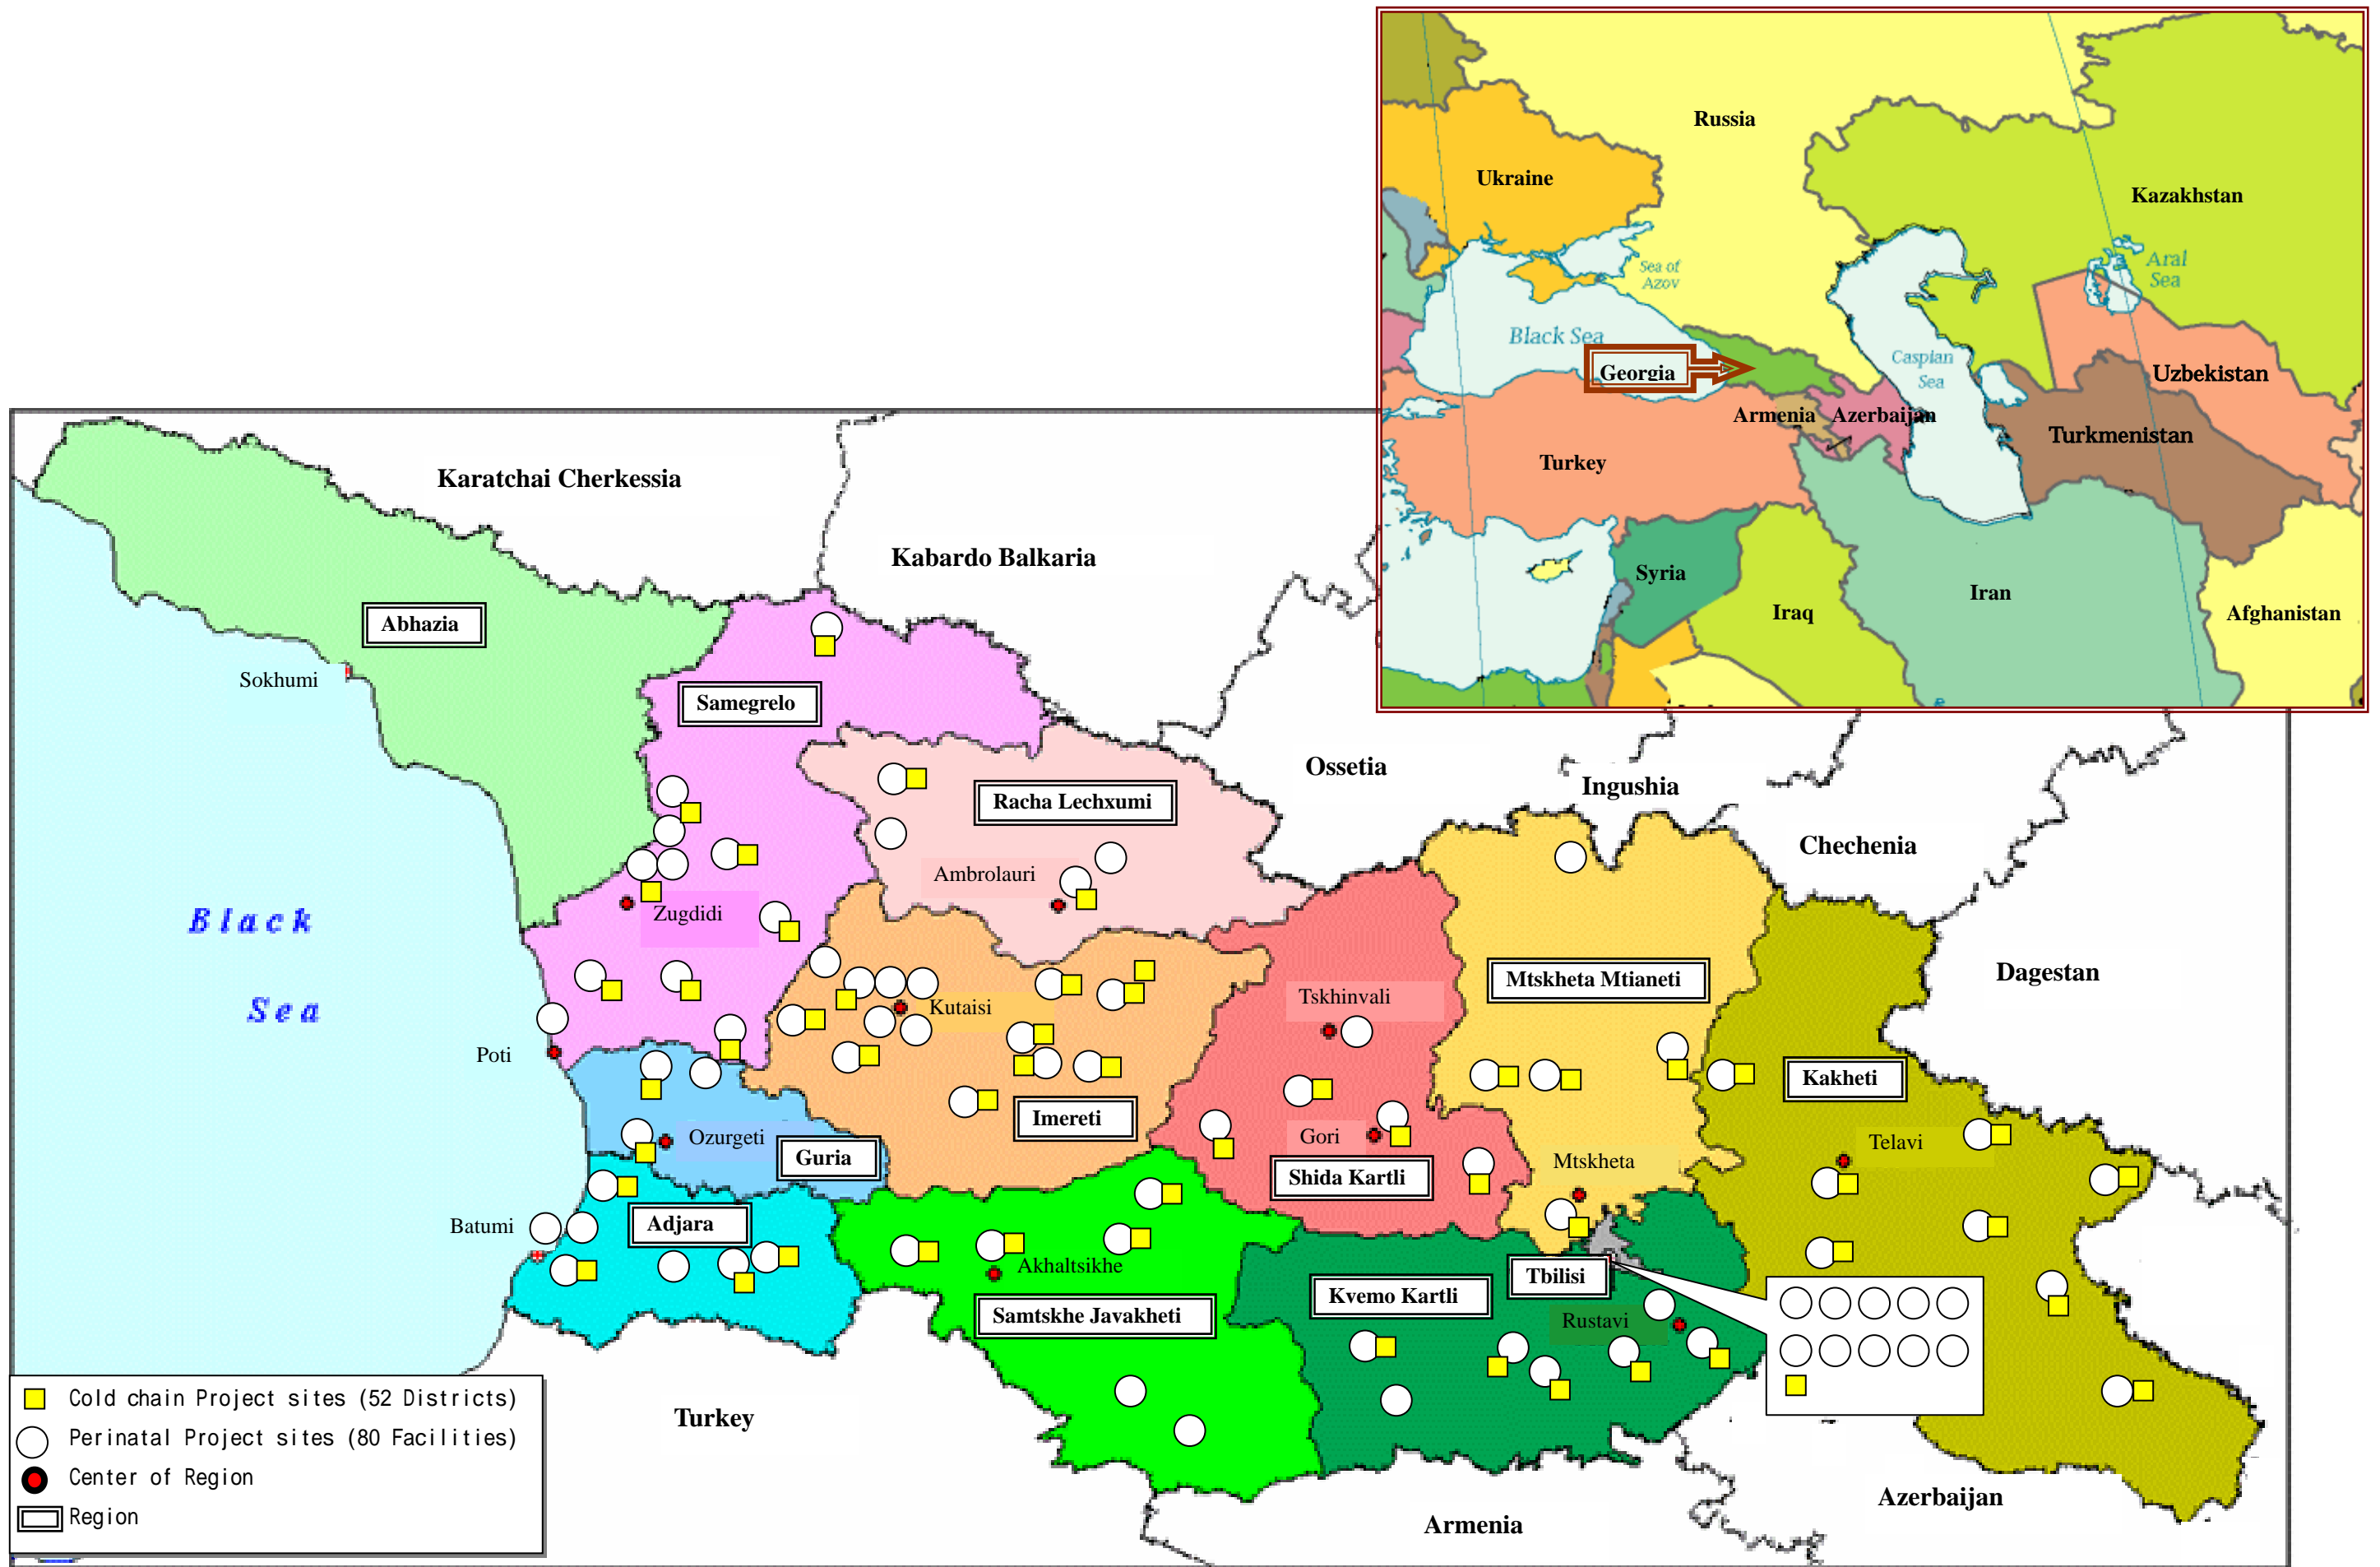 Russia
Ukraine
Kazakhstan
Sea of
Azov
Aral
Sea
Black Sea
Georgia
Caspian
Sea
Uzbekistan
Armenia
Azerbaijan
Turkmenistan
Turkey
Syria
Iraq
Iran
Afghanistan
Karatchai Cherkessia
Kabardo Balkaria
Abhazia
Sokhumi
Samegrelo
Ossetia
Ingushia
Racha Lechxumi
Chechenia
Ambrolauri
Zugdidi
Black
Sea
Dagestan
Mtskheta Mtianeti
Tskhinvali
Kutaisi
Poti
Kakheti
Imereti
Ozurgeti
Gori
Telavi
Guria
Mtskheta
Shida Kartli
Batumi
Adjara
Akhaltsikhe
Tbilisi
Kvemo Kartli
Samtskhe Javakheti
Rustavi
Turkey
Azerbaijan
Armenia
Cold chain Project sites (52 Districts)
Perinatal Project sites (80 Facilities)
Center of Region
Region